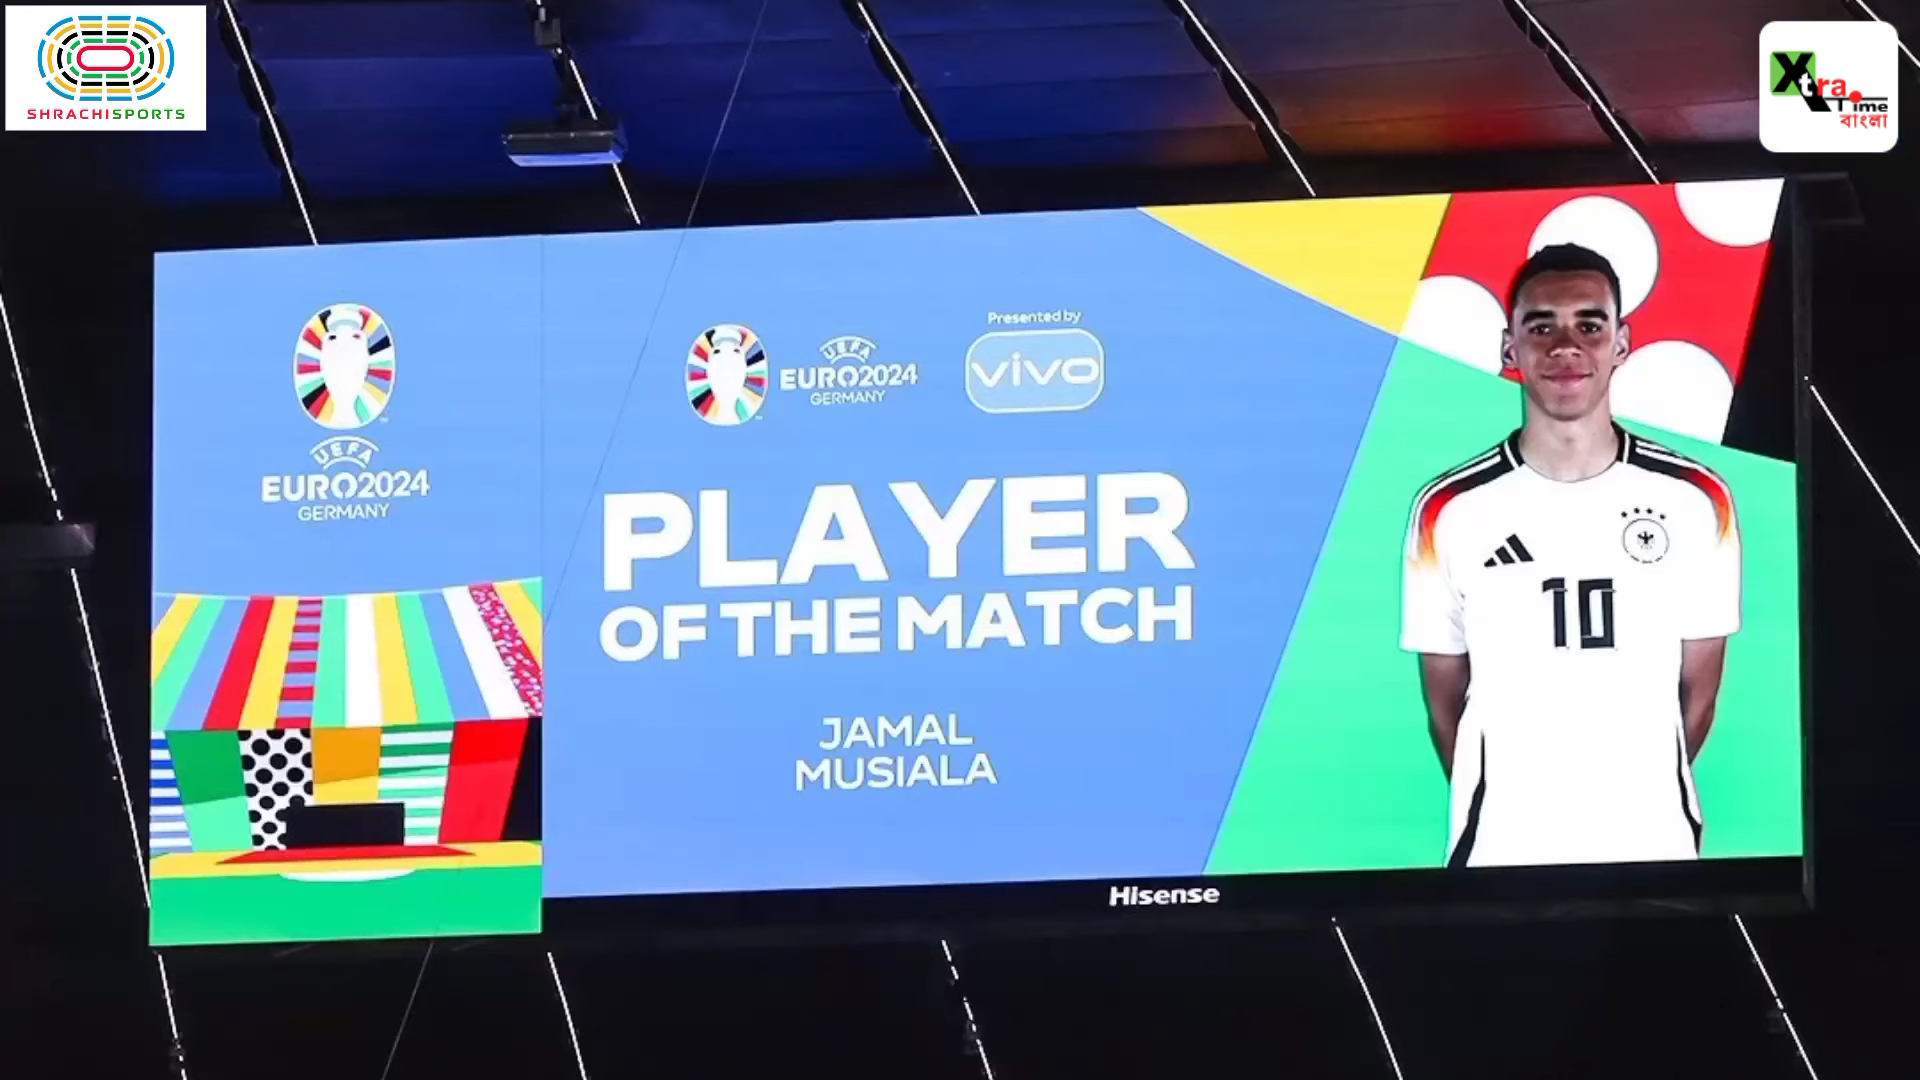 SHRACHISPORTS
Xtra
Time
বাংলা
UEFA
EURO2024
GERMANY
UEFA
EURO2024
GERMANY
Presented by
vivo
PLAYER
OF THE MATCH
JAMAL
MUSIALA
10
Hisense